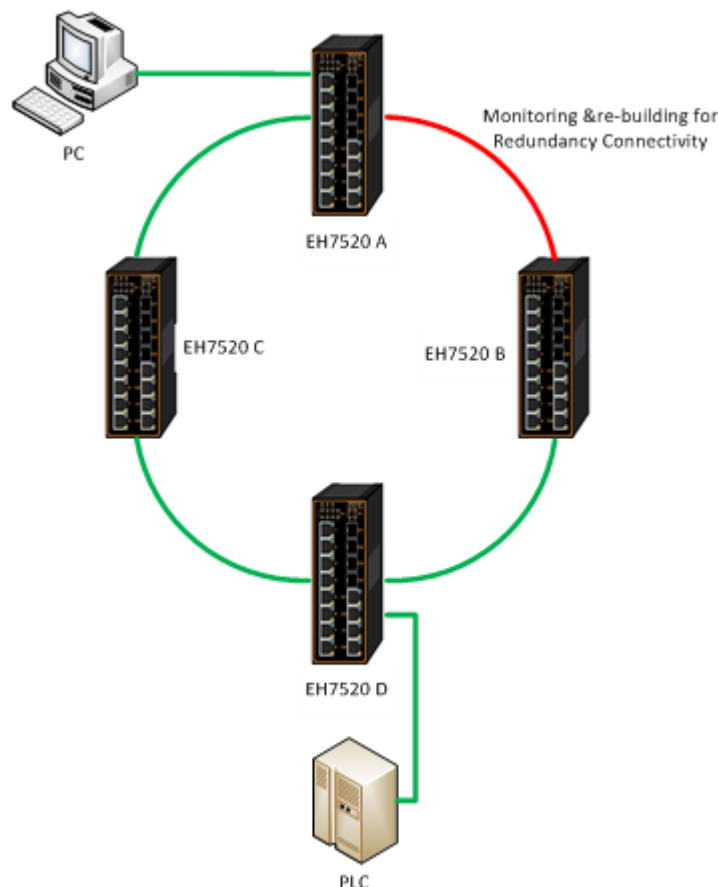 PC
Monitoring &re-building for
Redundancy Connectivity
EH7520 A
EH7520 C
EH7520 B
EH7520 D
PLC